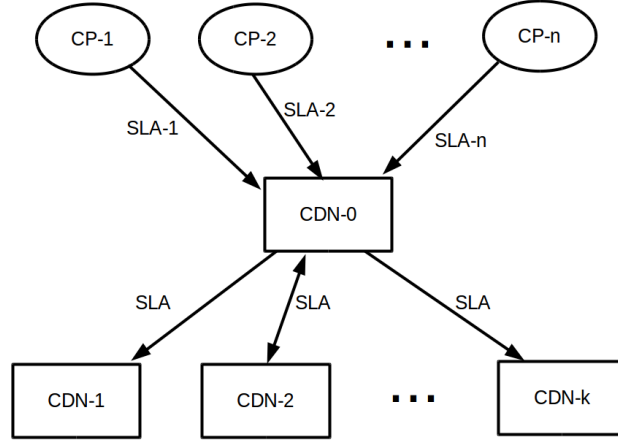 CP-1
CP-2
...
CP-n
SLA-1
SLA-2
SLA-n
CDN-0
SLA
SLA
SLA
CDN-1
CDN-2
...
CDN-k